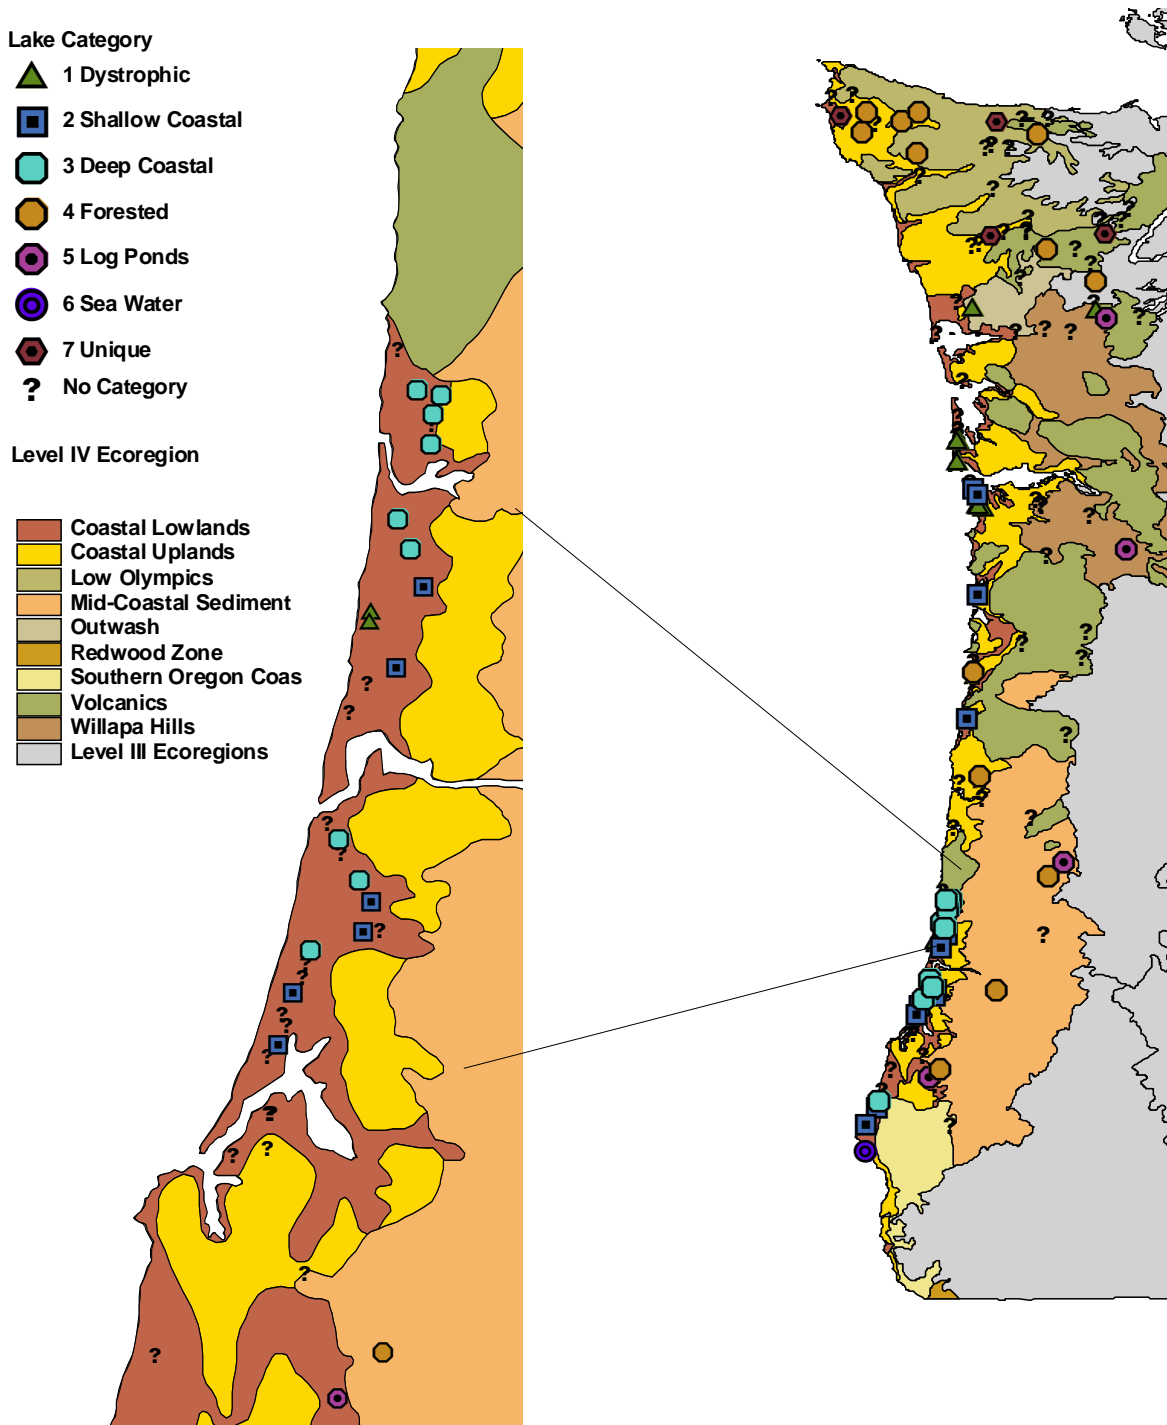 Lake Category
1 Dystrophic
2 Shallow Coastal
3 Deep Coastal
4 Forested
5 Log Ponds
6 Sea Water
7 Unique
? No Category
Level IV Ecoregion
Coastal Lowlands
Coastal Uplands
Low Olympics
Mid-Coastal Sediment
Outwash
Redwood Zone
Southern Oregon Coas
Volcanics
Willapa Hills
Level III Ecoregions